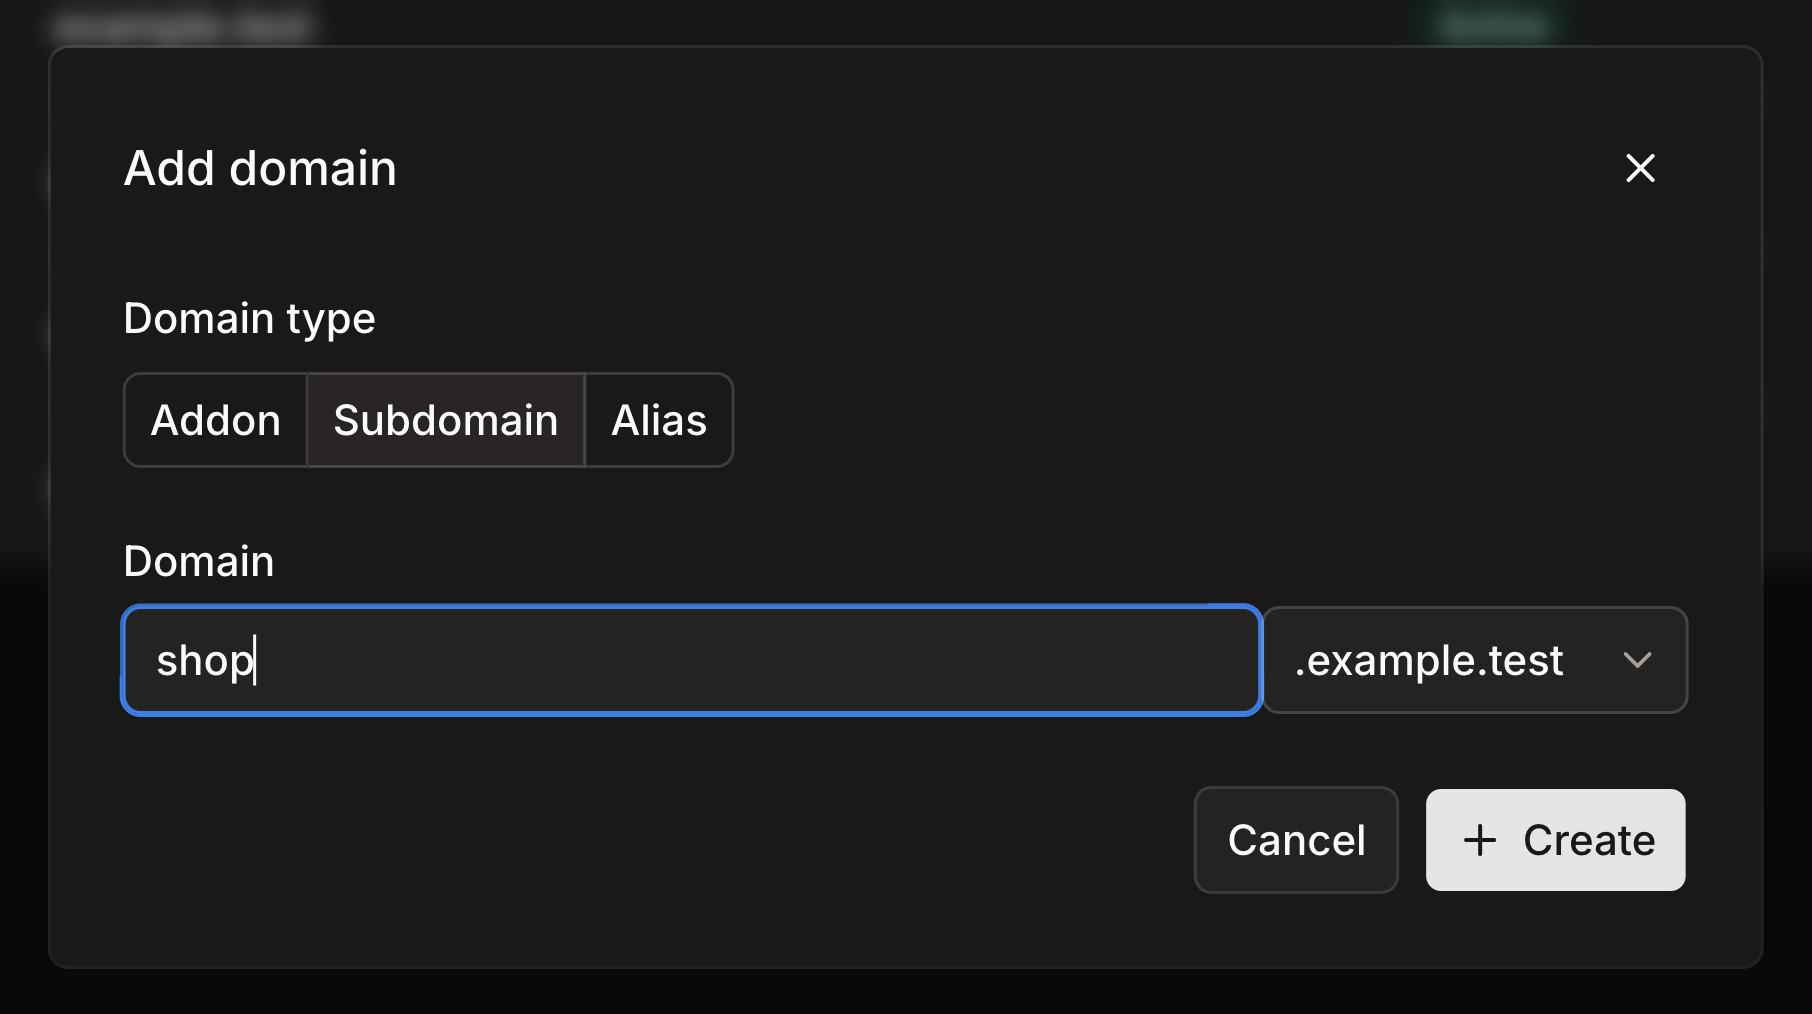 Add domain
Domain type
Addon Subdomain Alias
Domain
shop .example.test
Cancel + Create